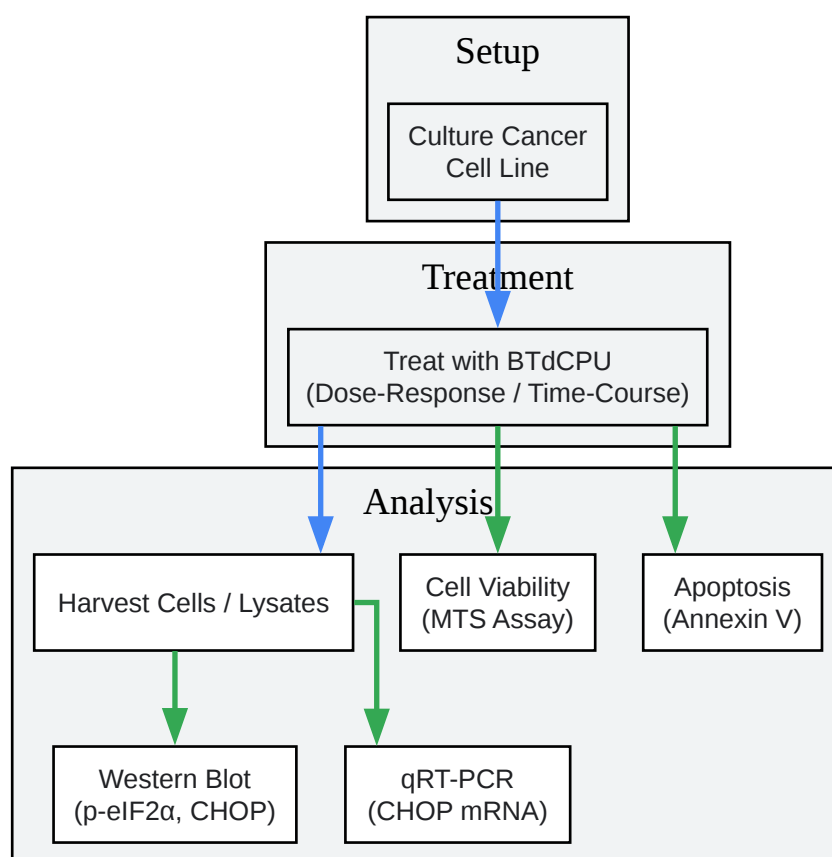 Setup
Culture Cancer
Cell Line
Treatment
Treat with BTdCPU
(Dose-Response / Time-Course)
Analysis
Harvest Cells / Lysates
Cell Viability
(MTS Assay)
Apoptosis
(Annexin V)
Western Blot
(p-eIF2α, CHOP)
qRT-PCR
(CHOP mRNA)